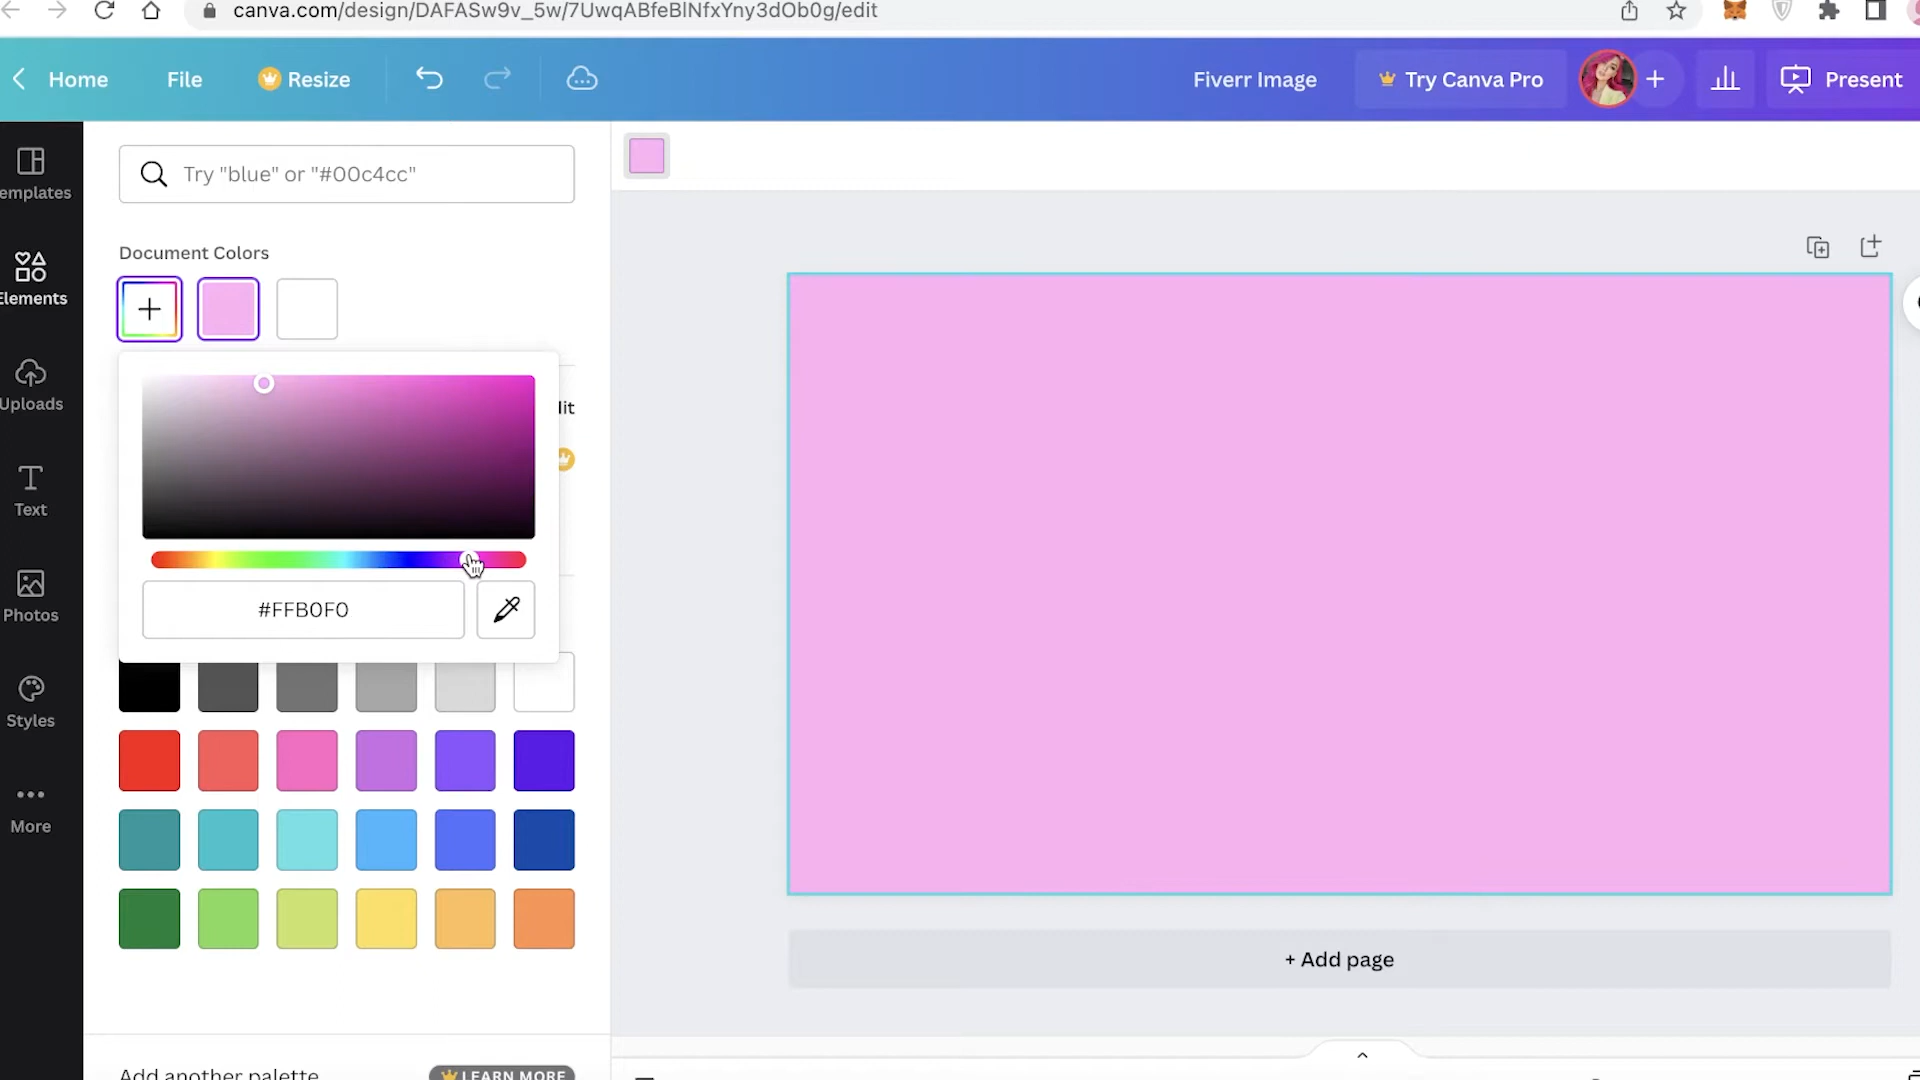 canva.com/design/DAFASw9v_5w/7UwqABfeBlNfxYny3dOb0g/edit
Home File Resize Fiverr Image Try Canva Pro + Present
Try "blue" or "#00c4cc"
emplates
Document Colors
Elements
lit
Uploads
Text
#FFB0F0
Photos
Styles
More
+ Add page
Add another palette LEARN MORE